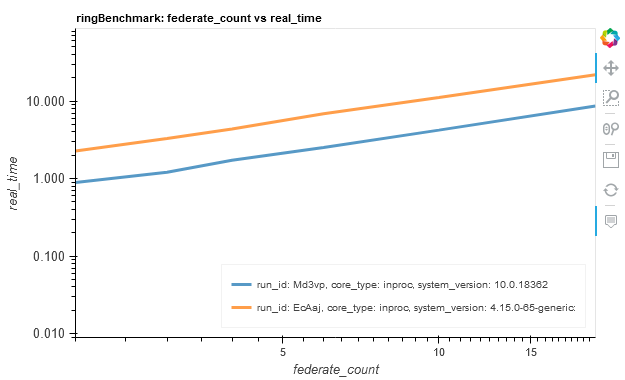 ringBenchmark: federate_count vs real_time
10.000
1.000
0.100
0.010
real_time
run_id: Md3vp, core_type: inproc, system_version: 10.0.18362
run_id: EcAaj, core_type: inproc, system_version: 4.15.0-65-generic:
5
10
15
federate_count